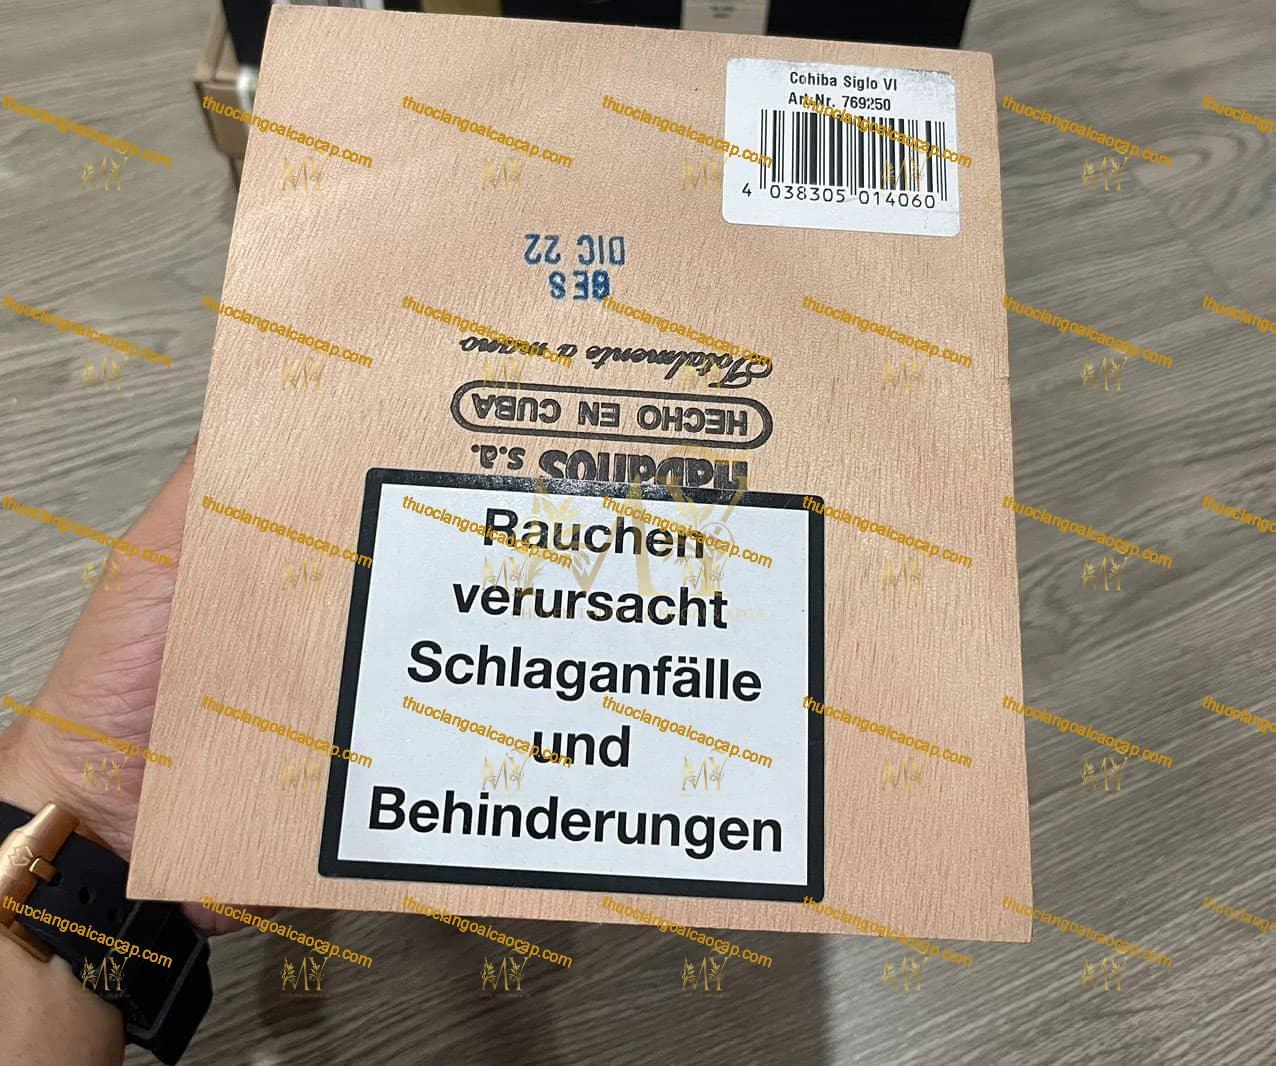 Cohiba Siglo VI
Art.Nr. 769250
4 038305 014060
DIC 22
Totalmente a mano
HECHO EN CUBA
Habanos s.a.
Rauchen
verursacht
Schlaganfälle
und
Behinderungen
thuoclangoaicaocap.com
MY